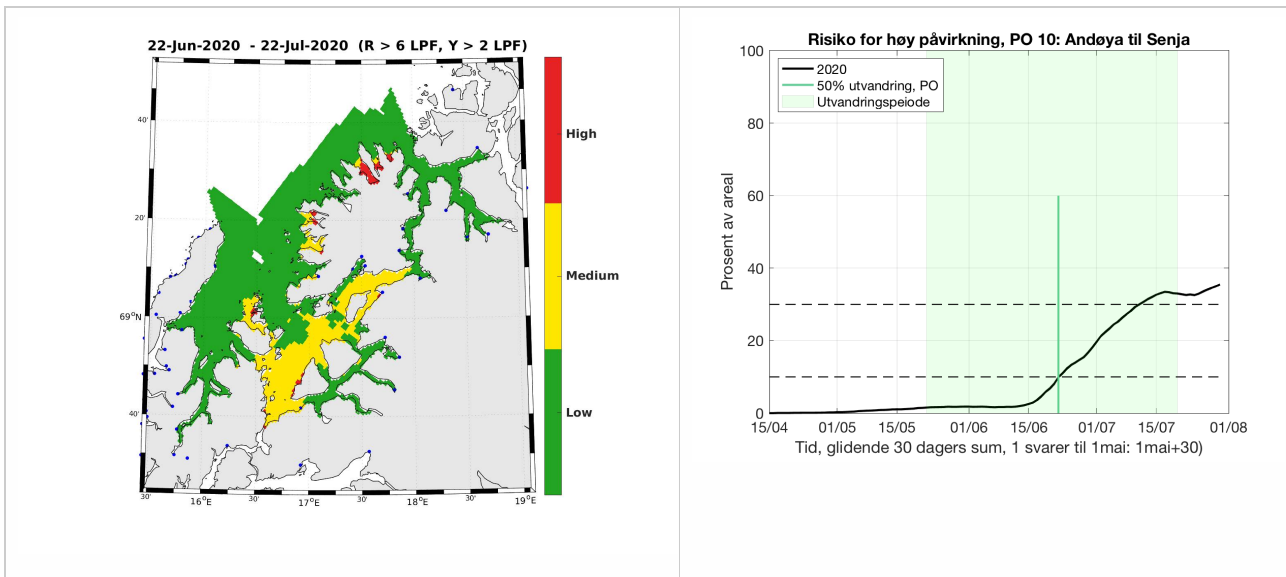 22-Jun-2020 - 22-Jul-2020 (R > 6 LPF, Y > 2 LPF)
40'
20'
69°N
40'
30'
16°E
30'
17°E
30'
18°E
30'
19°E
High
Medium
Low
Risiko for høy påvirkning, PO 10: Andøya til Senja
2020
50% utvandring, PO
Utvandringspeiode
Prosent av areal
100
80
60
40
20
0
15/04
01/05
15/05
01/06
15/06
01/07
15/07
01/08
Tid, glidende 30 dagers sum, 1 svarer til 1mai: 1mai+30)